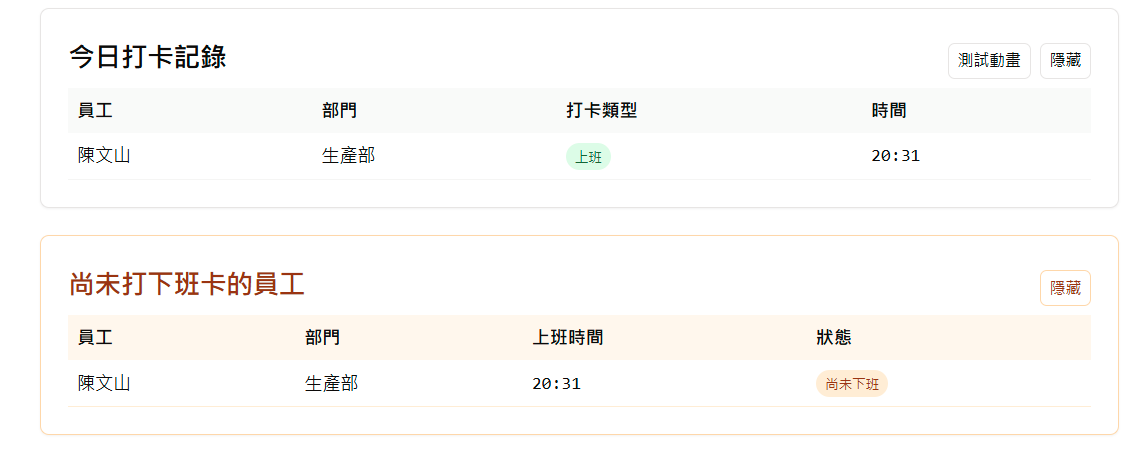 今日打卡記錄
測試動畫 隱藏
員工 部門 打卡類型 時間
陳文山 生產部 上班 20:31
尚未打下班卡的員工
隱藏
員工 部門 上班時間 狀態
陳文山 生產部 20:31 尚未下班